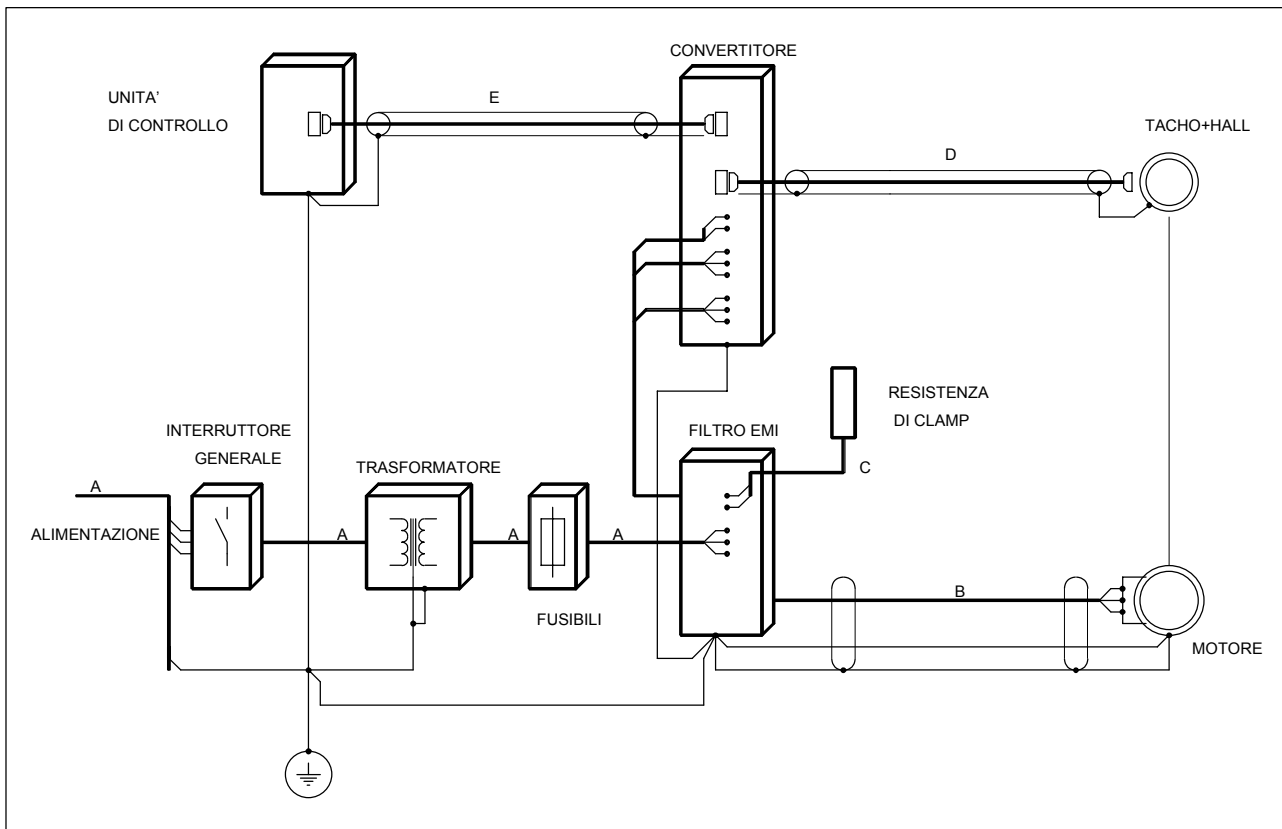 CONVERTITORE
UNITA'
DI CONTROLLO
E
TACHO+HALL
D
RESISTENZA
DI CLAMP
INTERRUTTORE
GENERALE
FILTRO EMI
TRASFORMATORE
C
A
ALIMENTAZIONE
A
A
A
B
FUSIBILI
MOTORE